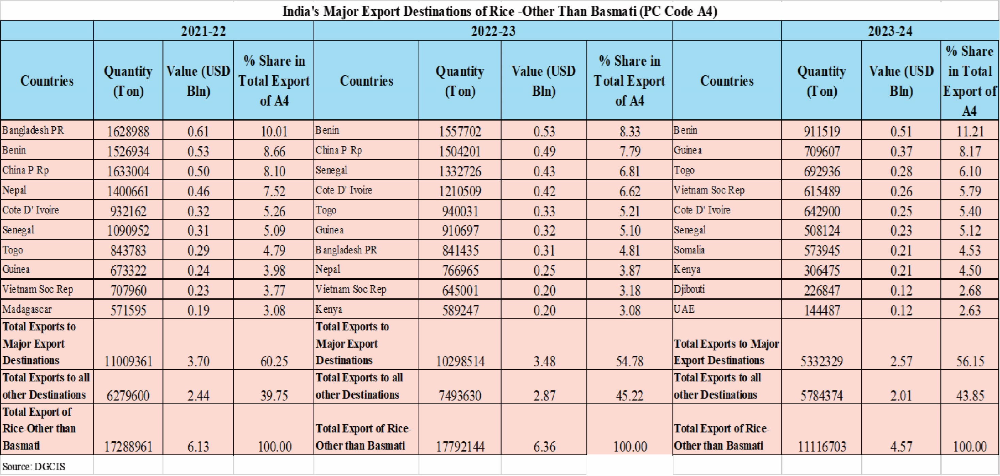 India's Major Export Destinations of Rice -Other Than Basmati (PC Code A4)
2021-22 2022-23 2023-24
Countries Quantity (Ton) Value (USD Bln) % Share in Total Export of A4 Countries Quantity (Ton) Value (USD Bln) % Share in Total Export of A4 Countries Quantity (Ton) Value (USD Bln) % Share in Total Export of A4
Bangladesh PR 1628988 0.61 10.01 Benin 1557702 0.53 8.33 Benin 911519 0.51 11.21
Benin 1526934 0.53 8.66 China P Rp 1504201 0.49 7.79 Guinea 709607 0.37 8.17
China P Rp 1633004 0.50 8.10 Senegal 1332726 0.43 6.81 Togo 692936 0.28 6.10
Nepal 1400661 0.46 7.52 Cote D' Ivoire 1210509 0.42 6.62 Vietnam Soc Rep 615489 0.26 5.79
Cote D' Ivoire 932162 0.32 5.26 Togo 940031 0.33 5.21 Cote D' Ivoire 642900 0.25 5.40
Senegal 1090952 0.31 5.09 Guinea 910697 0.32 5.10 Senegal 508124 0.23 5.12
Togo 843783 0.29 4.79 Bangladesh PR 841435 0.31 4.81 Somalia 573945 0.21 4.53
Guinea 673322 0.24 3.98 Nepal 766965 0.25 3.87 Kenya 306475 0.21 4.50
Vietnam Soc Rep 707960 0.23 3.77 Vietnam Soc Rep 645001 0.20 3.18 Djibouti 226847 0.12 2.68
Madagascar 571595 0.19 3.08 Kenya 589247 0.20 3.08 UAE 144487 0.12 2.63
Total Exports to Major Export Destinations 11009361 3.70 60.25 Total Exports to Major Export Destinations 10298514 3.48 54.78 Total Exports to Major Export Destinations 5332329 2.57 56.15
Total Exports to all other Destinations 6279600 2.44 39.75 Total Exports to all other Destinations 7493630 2.87 45.22 Total Exports to all other Destinations 5784374 2.01 43.85
Total Export of Rice-Other than Basmati 17288961 6.13 100.00 Total Export of Rice-Other than Basmati 17792144 6.36 100.00 Total Export of Rice-Other than Basmati 11116703 4.57 100.00
Source: DGCIS